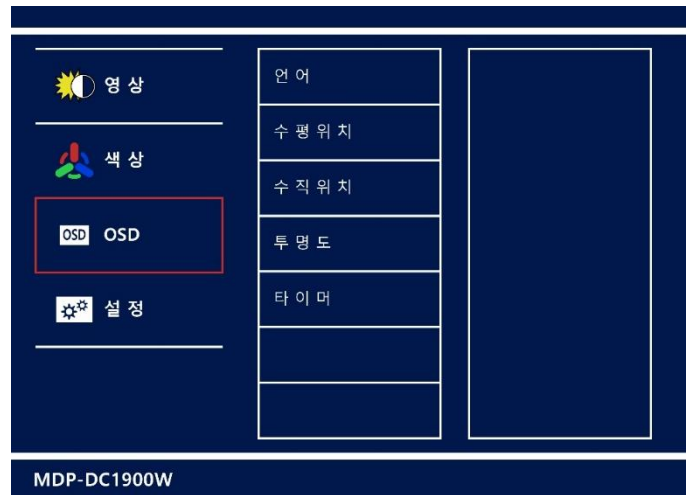 영상
색상
OSD OSD
설정
언어
수평위치
수직위치
투명도
타이머
MDP-DC1900W